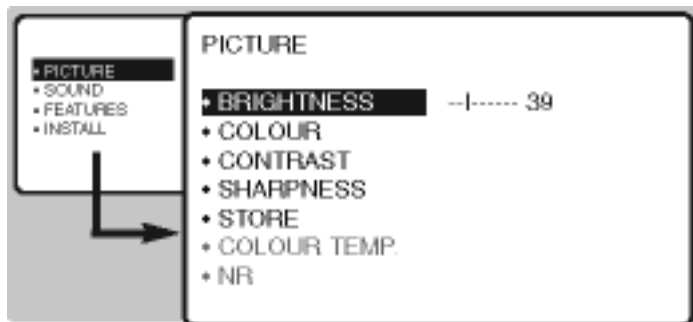 • PICTURE
• SOUND
• FEATURES
• INSTALL
PICTURE
• BRIGHTNESS --I------ 39
• COLOUR
• CONTRAST
• SHARPNESS
• STORE
• COLOUR TEMP.
• NR